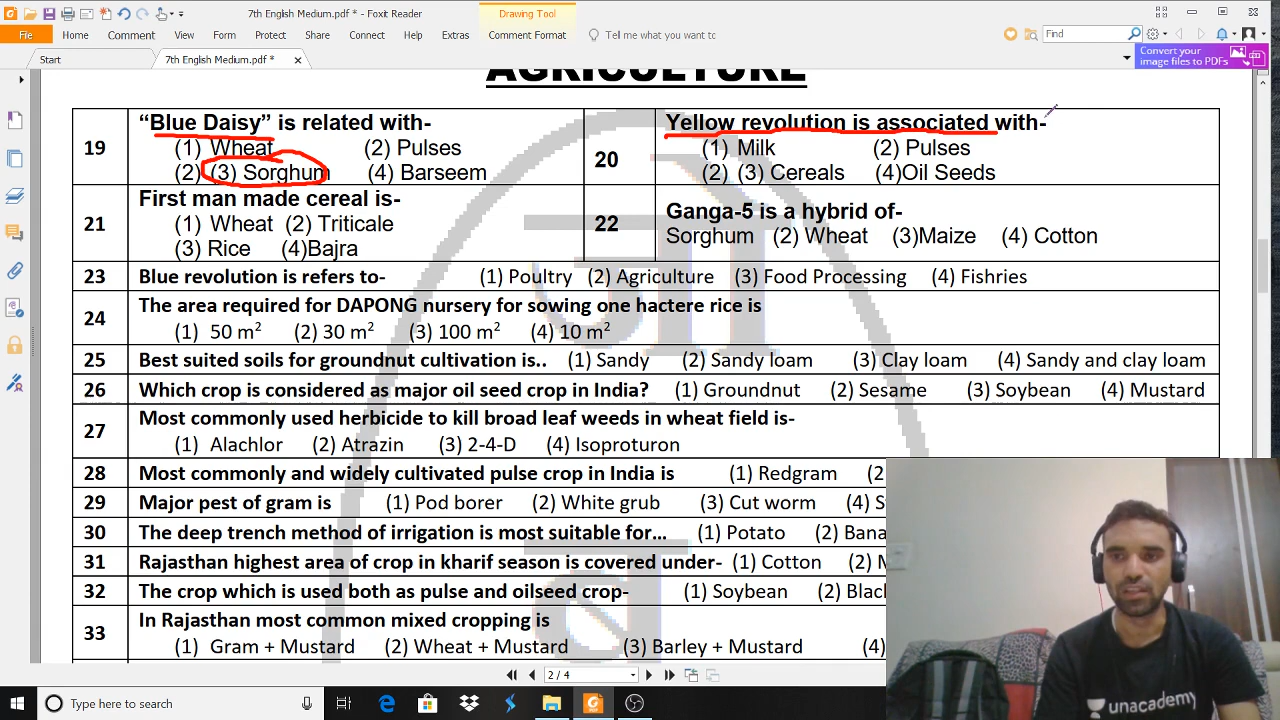 7th English Medium.pdf * - Foxit Reader
Drawing Tool
File Home Comment View Form Protect Share Connect Help Extras Comment Format Tell me what you want tc Find
Start 7th English Medium.pdf *
Convert your
image files to PDFs
AGRICULTURE
19 “Blue Daisy” is related with-
(1) Wheat (2) Pulses
(2) (3) Sorghum (4) Barseem
20 Yellow revolution is associated with-
(1) Milk (2) Pulses
(2) (3) Cereals (4)Oil Seeds
21 First man made cereal is-
(1) Wheat (2) Triticale
(3) Rice (4)Bajra
22 Ganga-5 is a hybrid of-
Sorghum (2) Wheat (3)Maize (4) Cotton
23 Blue revolution is refers to- (1) Poultry (2) Agriculture (3) Food Processing (4) Fishries
24 The area required for DAPONG nursery for sowing one hactere rice is
(1) 50 m² (2) 30 m² (3) 100 m² (4) 10 m²
25 Best suited soils for groundnut cultivation is.. (1) Sandy (2) Sandy loam (3) Clay loam (4) Sandy and clay loam
26 Which crop is considered as major oil seed crop in India? (1) Groundnut (2) Sesame (3) Soybean (4) Mustard
27 Most commonly used herbicide to kill broad leaf weeds in wheat field is-
(1) Alachlor (2) Atrazin (3) 2-4-D (4) Isoproturon
28 Most commonly and widely cultivated pulse crop in India is (1) Redgram (2
29 Major pest of gram is (1) Pod borer (2) White grub (3) Cut worm (4) S
30 The deep trench method of irrigation is most suitable for... (1) Potato (2) Bana
31 Rajasthan highest area of crop in kharif season is covered under- (1) Cotton (2) M
32 The crop which is used both as pulse and oilseed crop- (1) Soybean (2) Blac
33 In Rajasthan most common mixed cropping is
(1) Gram + Mustard (2) Wheat + Mustard (3) Barley + Mustard (4)
2 / 4
Type here to search
unacademy